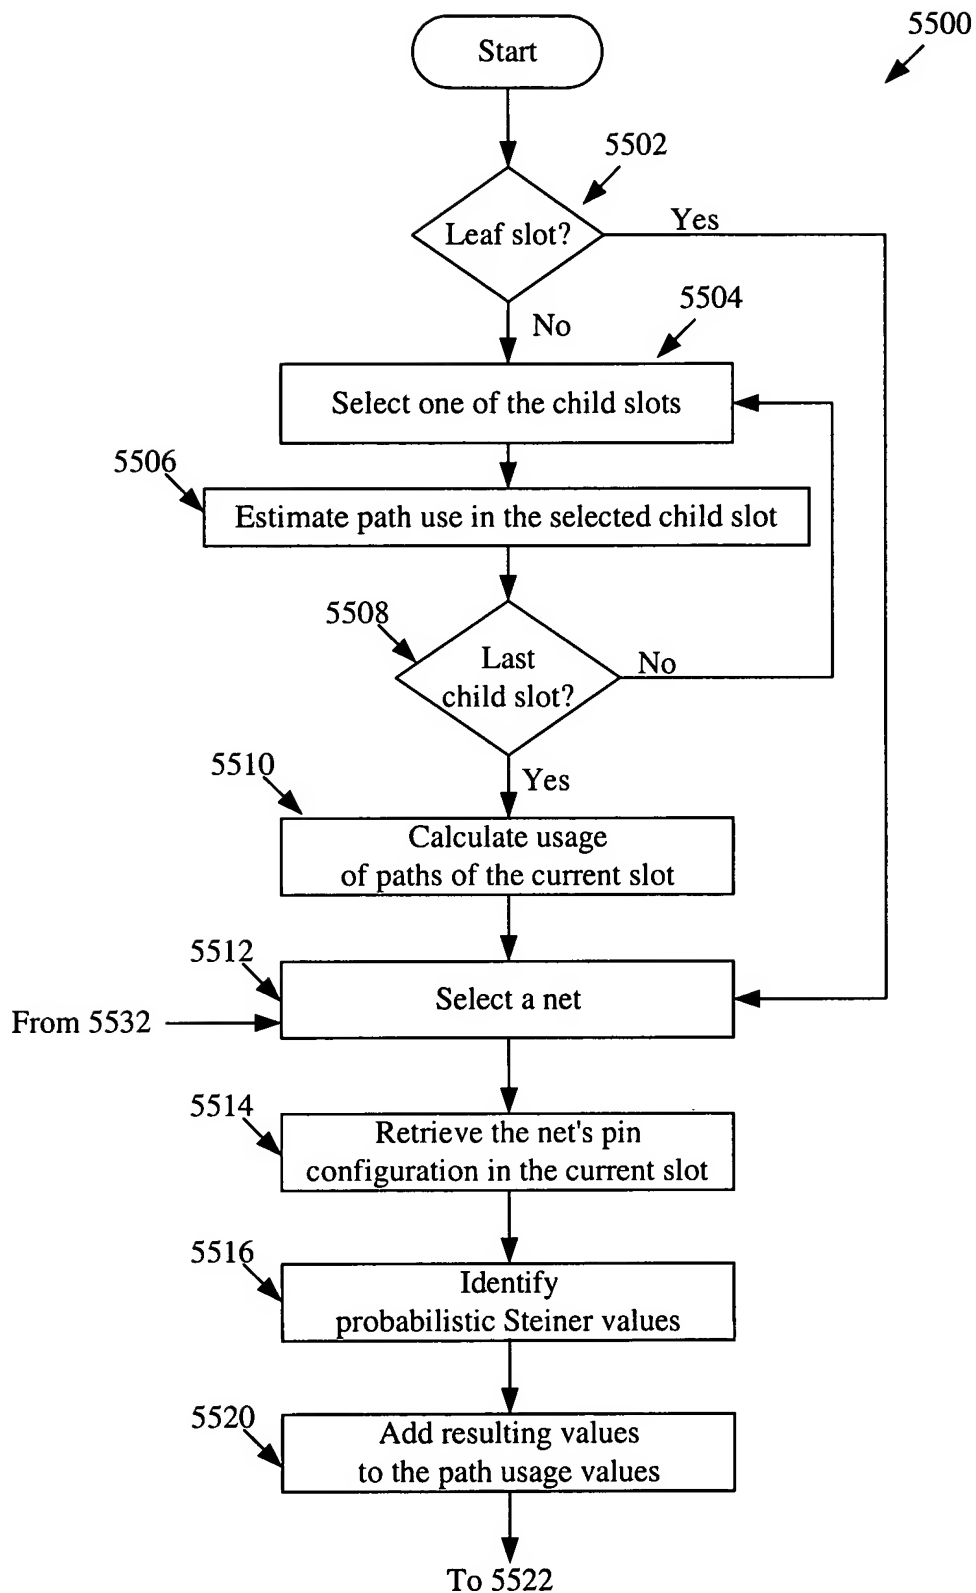 5500
Start
5502
Leaf slot?
Yes
No
5504
Select one of the child slots
5506
Estimate path use in the selected child slot
5508
Last
child slot?
No
Yes
5510
Calculate usage
of paths of the current slot
5512
Select a net
From 5532
5514
Retrieve the net's pin
configuration in the current slot
5516
Identify
probabilistic Steiner values
5520
Add resulting values
to the path usage values
To 5522